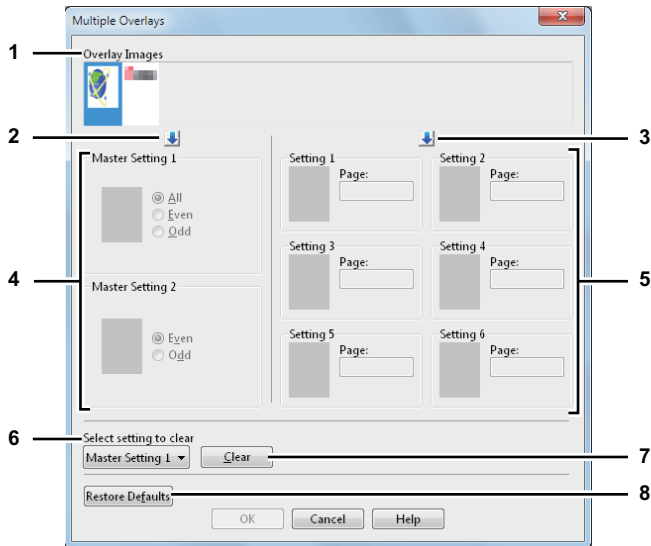 Multiple Overlays
1
Overlay Images
2
3
Master Setting 1
All
Even
Odd
Setting 1
Page:
Setting 2
Page:
4
Master Setting 2
Even
Odd
Setting 3
Page:
Setting 4
Page:
5
Setting 5
Page:
Setting 6
Page:
6
Select setting to clear
Master Setting 1
Clear
7
Restore Defaults
8
OK
Cancel
Help